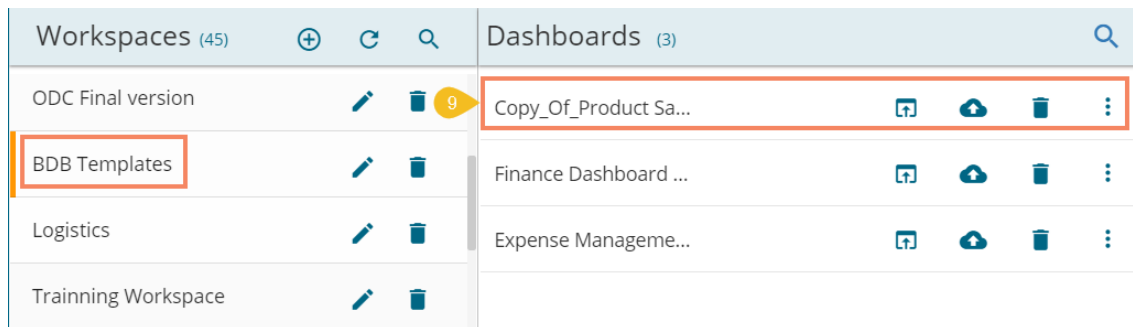 Workspaces (45)
Dashboards (3)
ODC Final version
9
Copy_Of_Product Sa...
BDB Templates
Finance Dashboard ...
Logistics
Expense Manageme...
Trainning Workspace